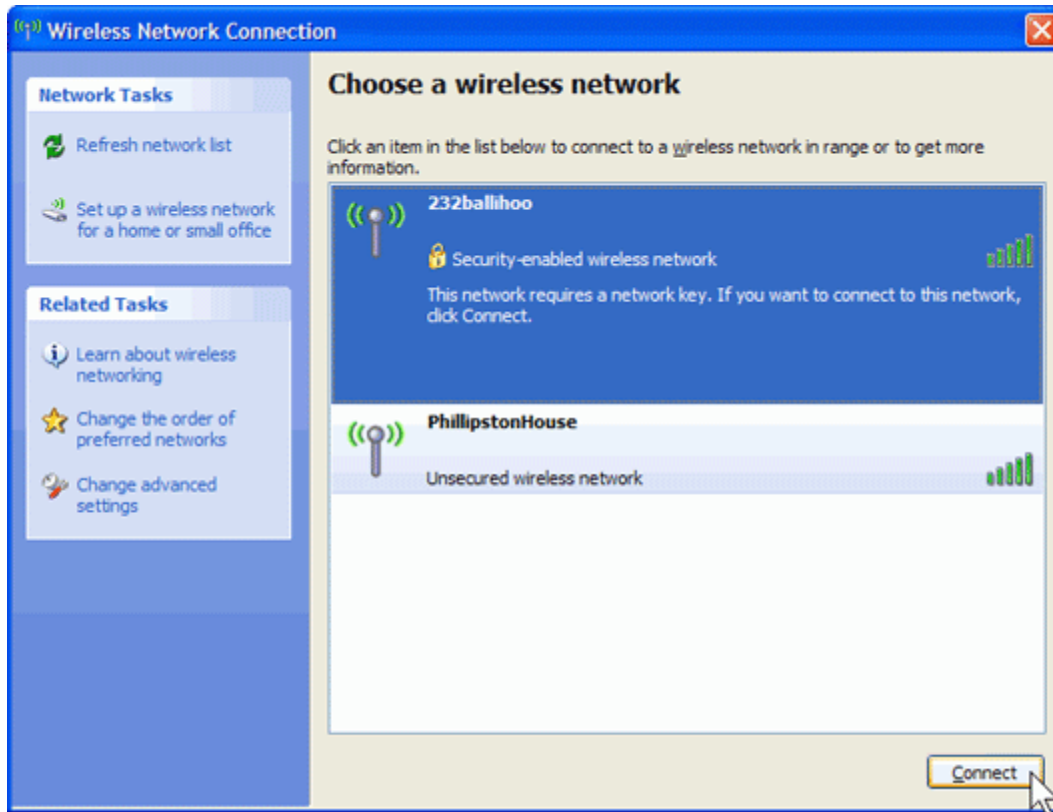 Wireless Network Connection
Network Tasks
Refresh network list
Set up a wireless network
for a home or small office
Related Tasks
Learn about wireless
networking
Change the order of
preferred networks
Change advanced
settings
Choose a wireless network
Click an item in the list below to connect to a wireless network in range or to get more
information.
232ballihoo
Security-enabled wireless network
This network requires a network key. If you want to connect to this network,
click Connect.
PhillipstonHouse
Unsecured wireless network
Connect